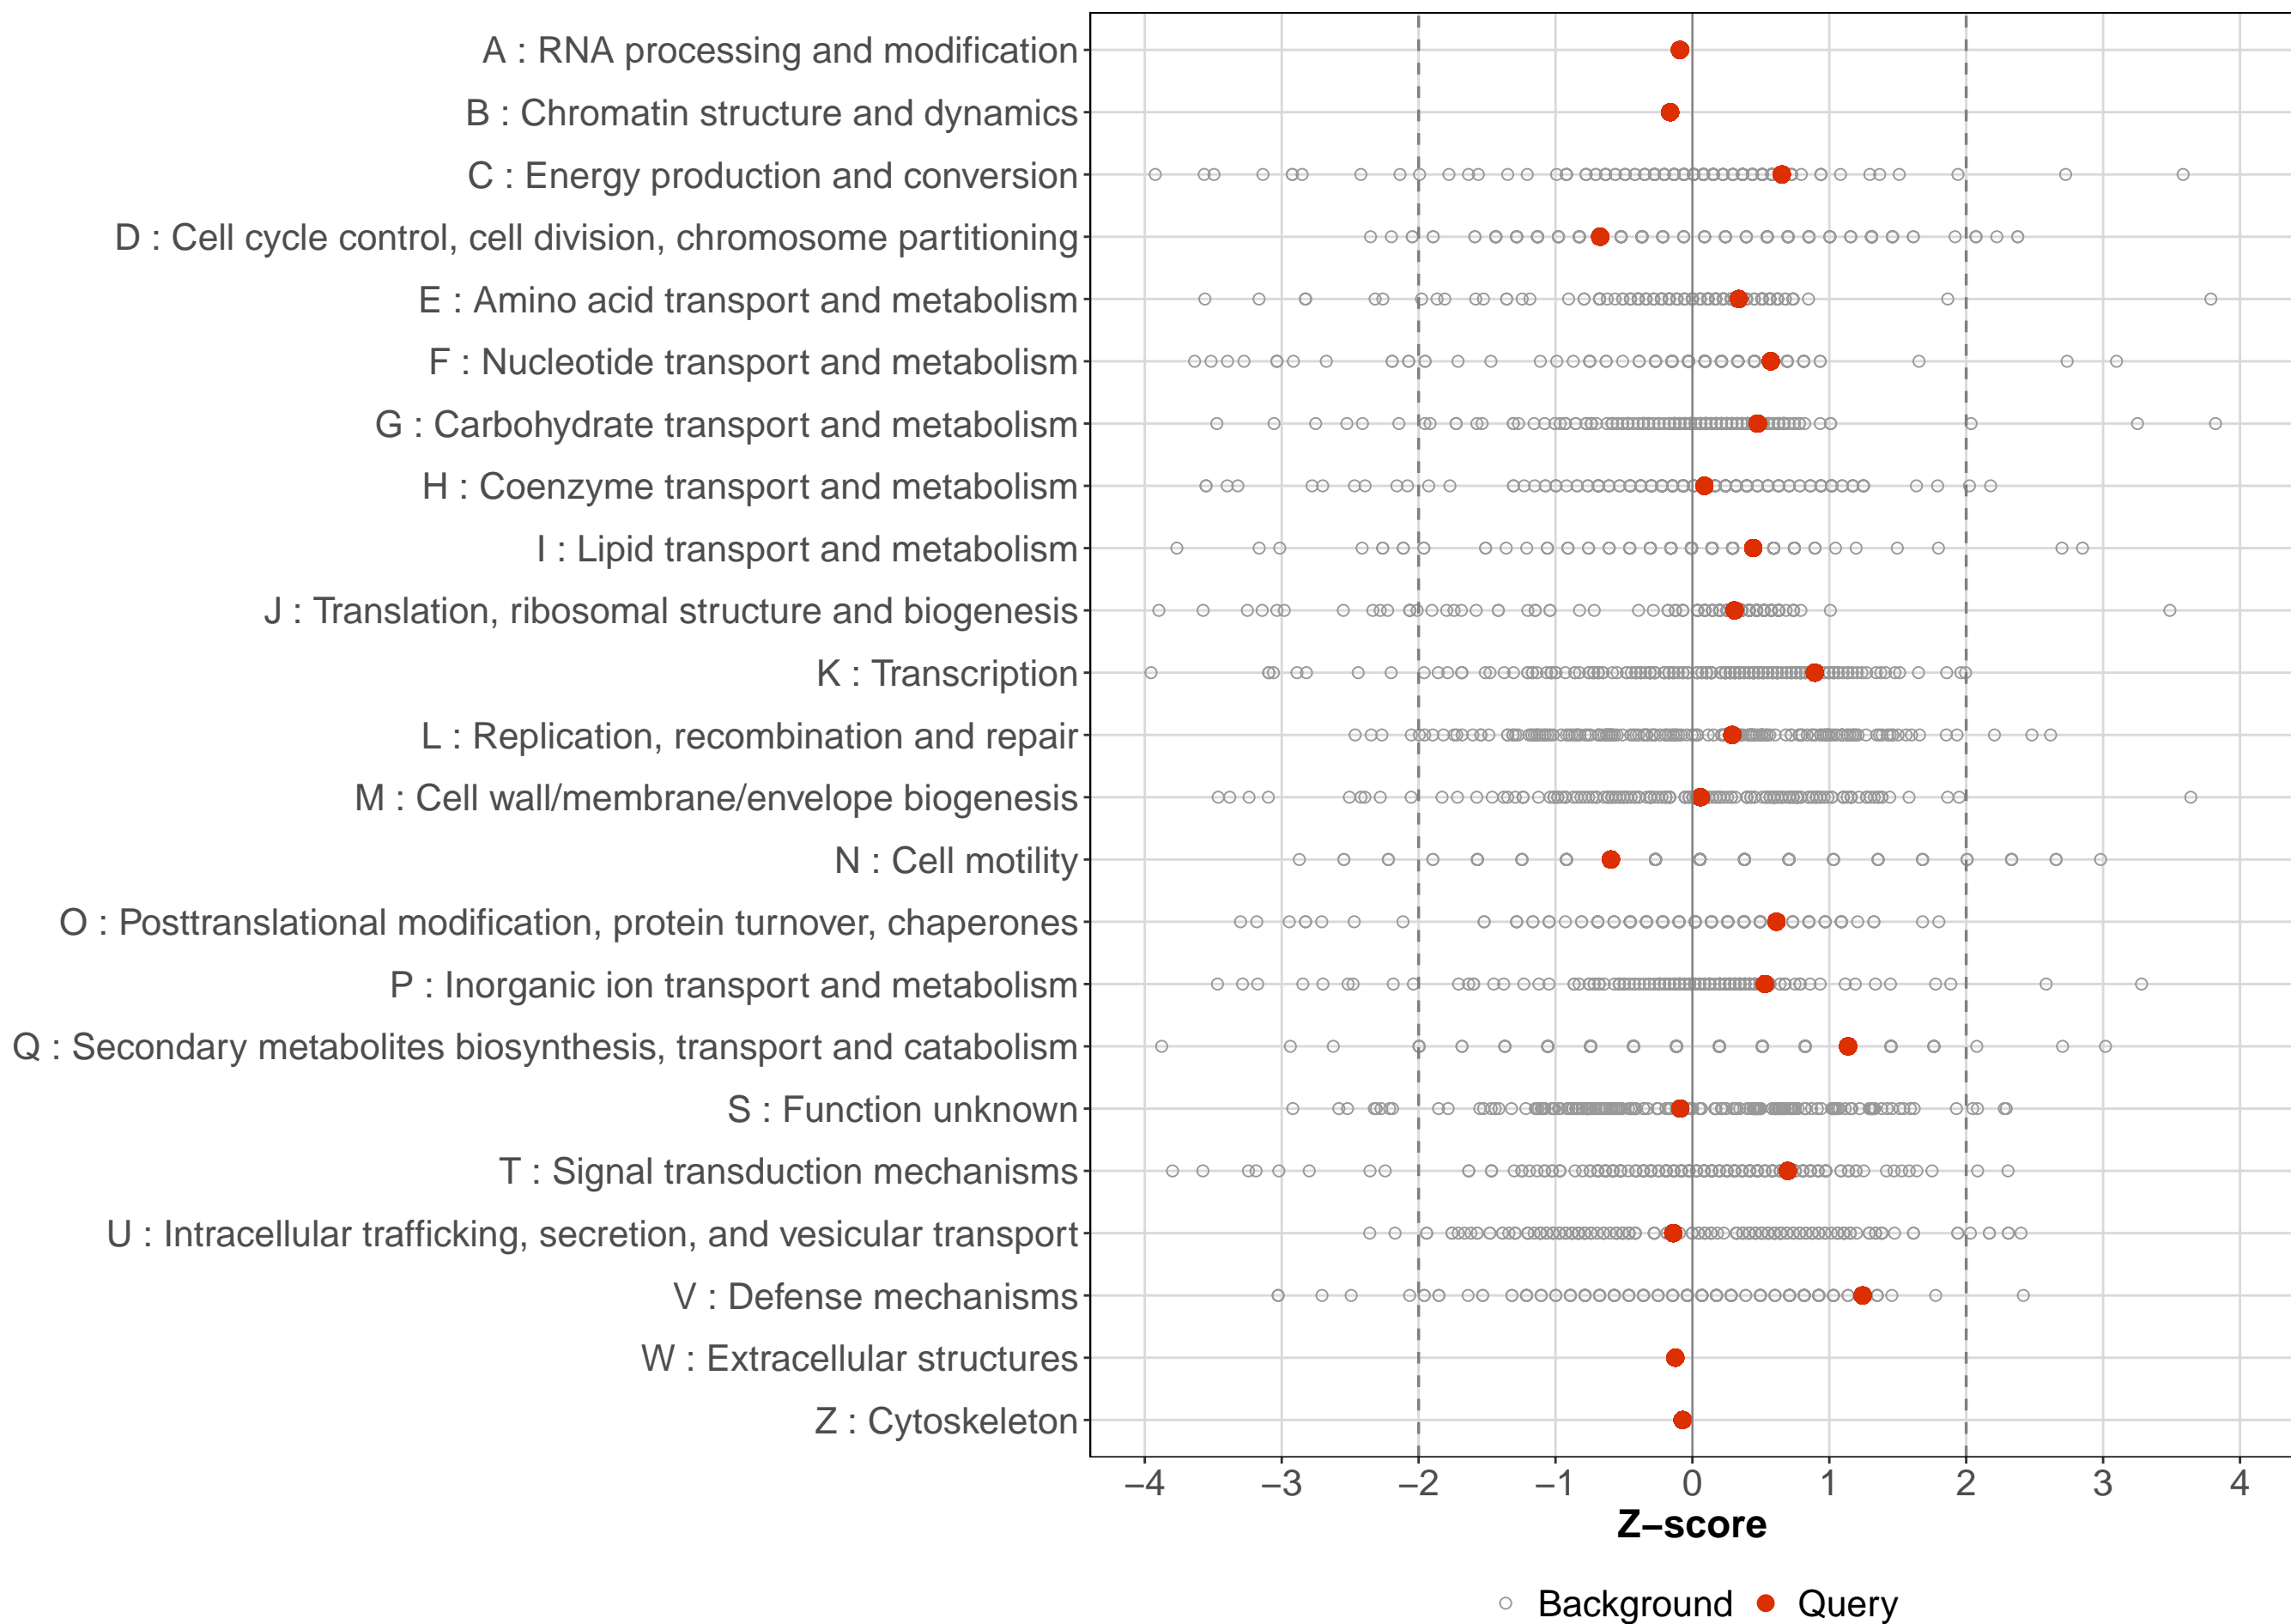 A : RNA processing and modification
B : Chromatin structure and dynamics
C : Energy production and conversion
D : Cell cycle control, cell division, chromosome partitioning
E : Amino acid transport and metabolism
F : Nucleotide transport and metabolism
G : Carbohydrate transport and metabolism
H : Coenzyme transport and metabolism
I : Lipid transport and metabolism
J : Translation, ribosomal structure and biogenesis
K : Transcription
L : Replication, recombination and repair
M : Cell wall/membrane/envelope biogenesis
N : Cell motility
O : Posttranslational modification, protein turnover, chaperones
P : Inorganic ion transport and metabolism
Q : Secondary metabolites biosynthesis, transport and catabolism
S : Function unknown
T : Signal transduction mechanisms
U : Intracellular trafficking, secretion, and vesicular transport
V : Defense mechanisms
W : Extracellular structures
Z : Cytoskeleton
−4 −3 −2 −1 0 1 2 3 4
Z−score
Background Query